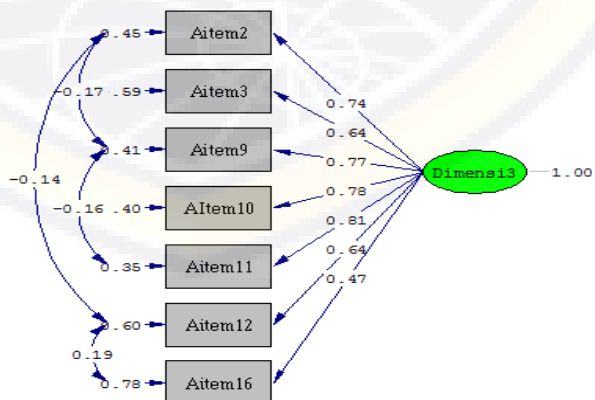 0.45 Aitem2
0.74
-0.17 .59 Aitem3
0.64
0.41 Aitem9
0.77
Dimensi3 1.00
-0.14
0.78
-0.16 .40 AItem10
0.81
0.64
0.35 Aitem11
0.47
0.60 Aitem12
0.19
0.78 Aitem16